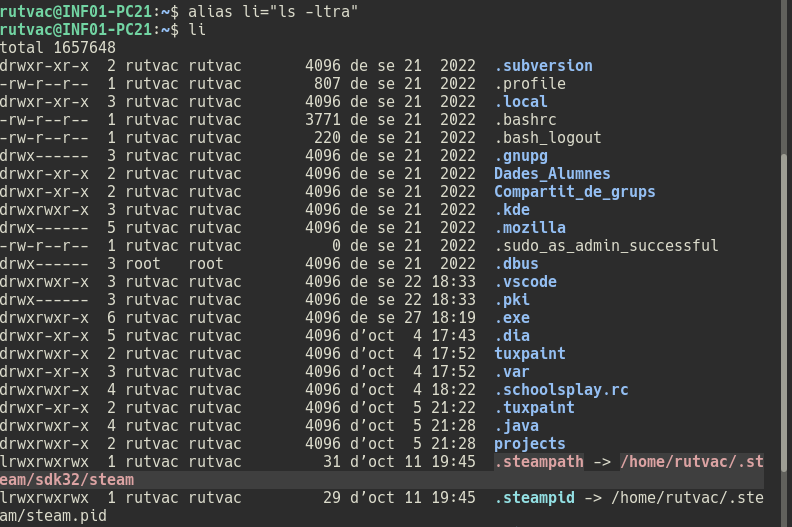 rutvac@INF01-PC21:~$ alias li="ls -ltra"
rutvac@INF01-PC21:~$ li
total 1657648
drwxr-xr-x  2 rutvac rutvac       4096 de se 21  2022  .subversion
-rw-r--r--  1 rutvac rutvac        807 de se 21  2022  .profile
drwxr-xr-x  3 rutvac rutvac       4096 de se 21  2022  .local
-rw-r--r--  1 rutvac rutvac       3771 de se 21  2022  .bashrc
-rw-r--r--  1 rutvac rutvac        220 de se 21  2022  .bash_logout
drwx------  3 rutvac rutvac       4096 de se 21  2022  .gnupg
drwxr-xr-x  2 rutvac rutvac       4096 de se 21  2022  Dades_Alumnes
drwxr-xr-x  2 rutvac rutvac       4096 de se 21  2022  Compartit_de_grups
drwxrwxr-x  3 rutvac rutvac       4096 de se 21  2022  .kde
drwx------  5 rutvac rutvac       4096 de se 21  2022  .mozilla
-rw-r--r--  1 rutvac rutvac          0 de se 21  2022  .sudo_as_admin_successful
drwx------  3 root   root         4096 de se 21  2022  .dbus
drwxrwxr-x  3 rutvac rutvac       4096 de se 22 18:33  .vscode
drwx------  3 rutvac rutvac       4096 de se 22 18:33  .pki
drwxrwxr-x  6 rutvac rutvac       4096 de se 27 18:19  .exe
drwxr-xr-x  5 rutvac rutvac       4096 d’oct  4 17:43  .dia
drwxrwxr-x  2 rutvac rutvac       4096 d’oct  4 17:52  tuxpaint
drwxr-xr-x  3 rutvac rutvac       4096 d’oct  4 17:52  .var
drwxrwxr-x  4 rutvac rutvac       4096 d’oct  4 18:22  .schoolsplay.rc
drwxr-xr-x  2 rutvac rutvac       4096 d’oct  5 21:22  .tuxpaint
drwxrwxr-x  4 rutvac rutvac       4096 d’oct  5 21:28  .java
drwxrwxr-x  2 rutvac rutvac       4096 d’oct  5 21:28  projects
lrwxrwxrwx  1 rutvac rutvac         31 d’oct 11 19:45  .steampath -> /home/rutvac/.st
eam/sdk32/steam
lrwxrwxrwx  1 rutvac rutvac         29 d’oct 11 19:45  .steampid -> /home/rutvac/.ste
am/steam.pid